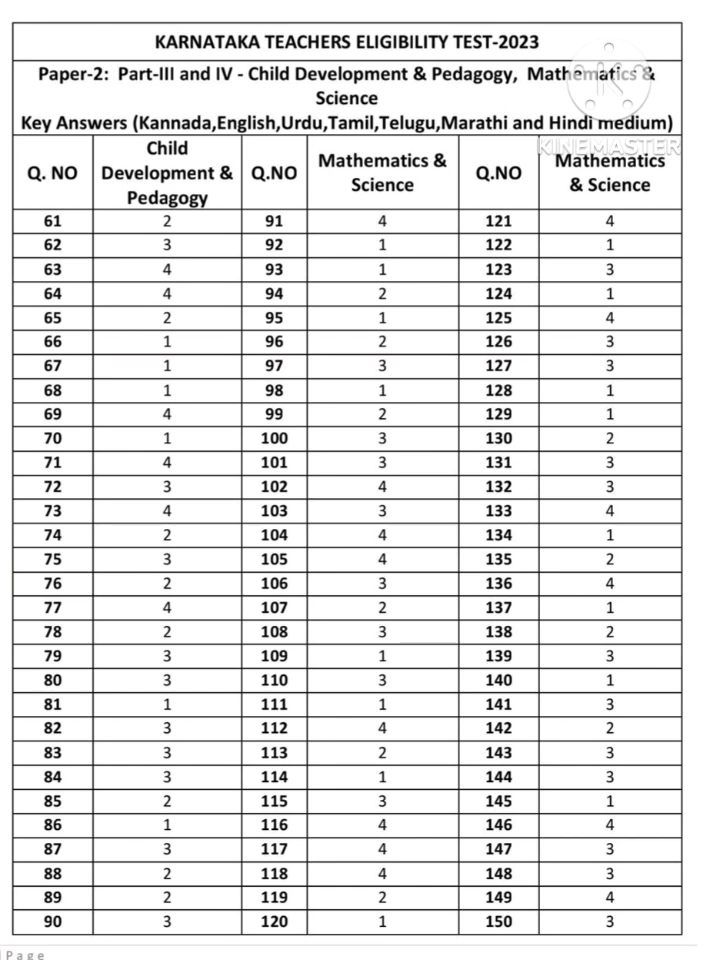 KARNATAKA TEACHERS ELIGIBILITY TEST-2023
Paper-2: Part-III and IV - Child Development & Pedagogy, Mathematics &
Science
Key Answers (Kannada,English,Urdu,Tamil,Telugu,Marathi and Hindi medium)
KINEMASTER
Q. NO Child Development & Pedagogy Q.NO Mathematics & Science Q.NO Mathematics & Science
61 2 91 4 121 4
62 3 92 1 122 1
63 4 93 1 123 3
64 4 94 2 124 1
65 2 95 1 125 4
66 1 96 2 126 3
67 1 97 3 127 3
68 1 98 1 128 1
69 4 99 2 129 1
70 1 100 3 130 2
71 4 101 3 131 3
72 3 102 4 132 3
73 4 103 3 133 4
74 2 104 4 134 1
75 3 105 4 135 2
76 2 106 3 136 4
77 4 107 2 137 1
78 2 108 3 138 2
79 3 109 1 139 3
80 3 110 3 140 1
81 1 111 1 141 3
82 3 112 4 142 2
83 3 113 2 143 3
84 3 114 1 144 3
85 2 115 3 145 1
86 1 116 4 146 4
87 3 117 4 147 3
88 2 118 4 148 3
89 2 119 2 149 4
90 3 120 1 150 3
| P a g e